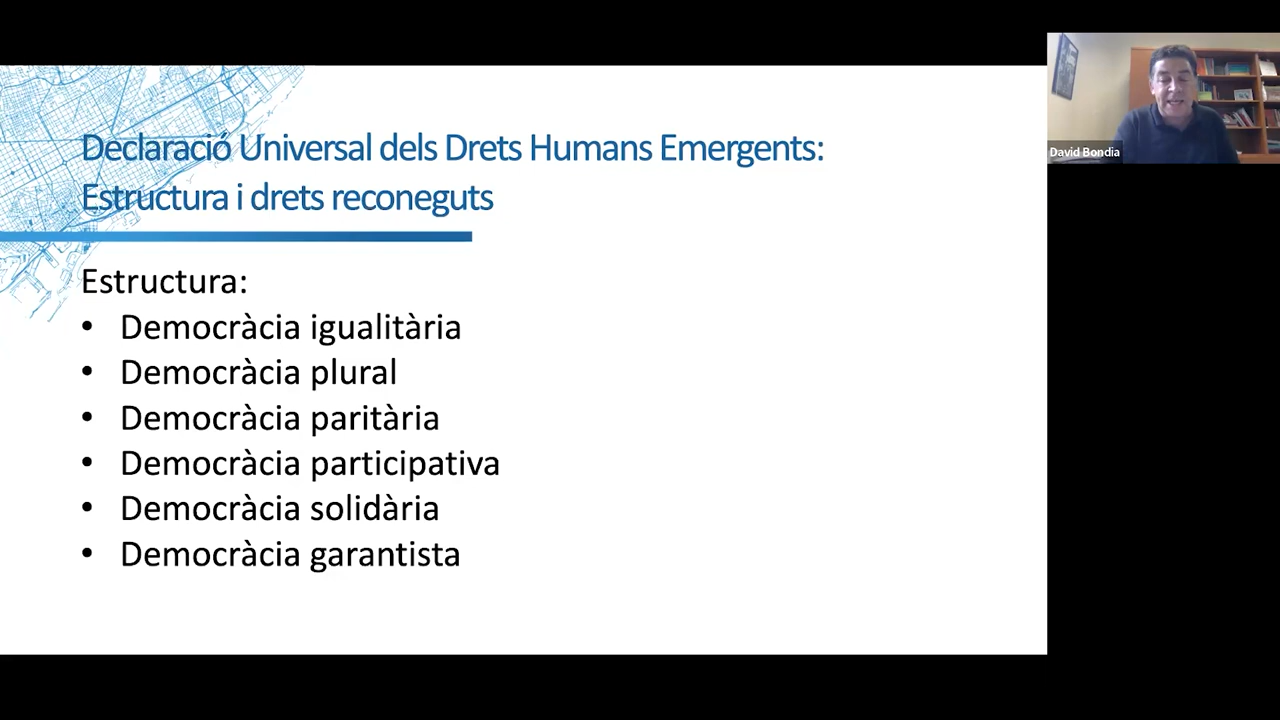 Declaració Universal dels Drets Humans Emergents:
Estructura i drets reconeguts
Estructura:
• Democràcia igualitària
• Democràcia plural
• Democràcia paritària
• Democràcia participativa
• Democràcia solidària
• Democràcia garantista
David Bondia